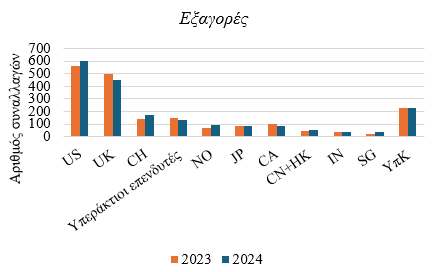 Εξαγορές
Αριθμός συναλλαγών
700
600
500
400
300
200
100
0
US
UK
CH
Υπεράκτιοι επενδυτές
NO
JP
CA
CN+HK
IN
SG
ΥπΚ
2023
2024